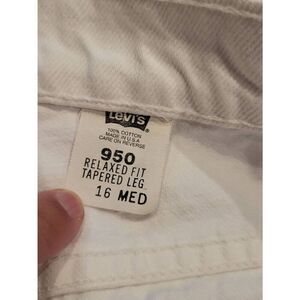 Levi's
100% COTTON
MADE IN U.S.A.
CARE ON REVERSE
950
RELAXED FIT
TAPERED LEG
16 MED